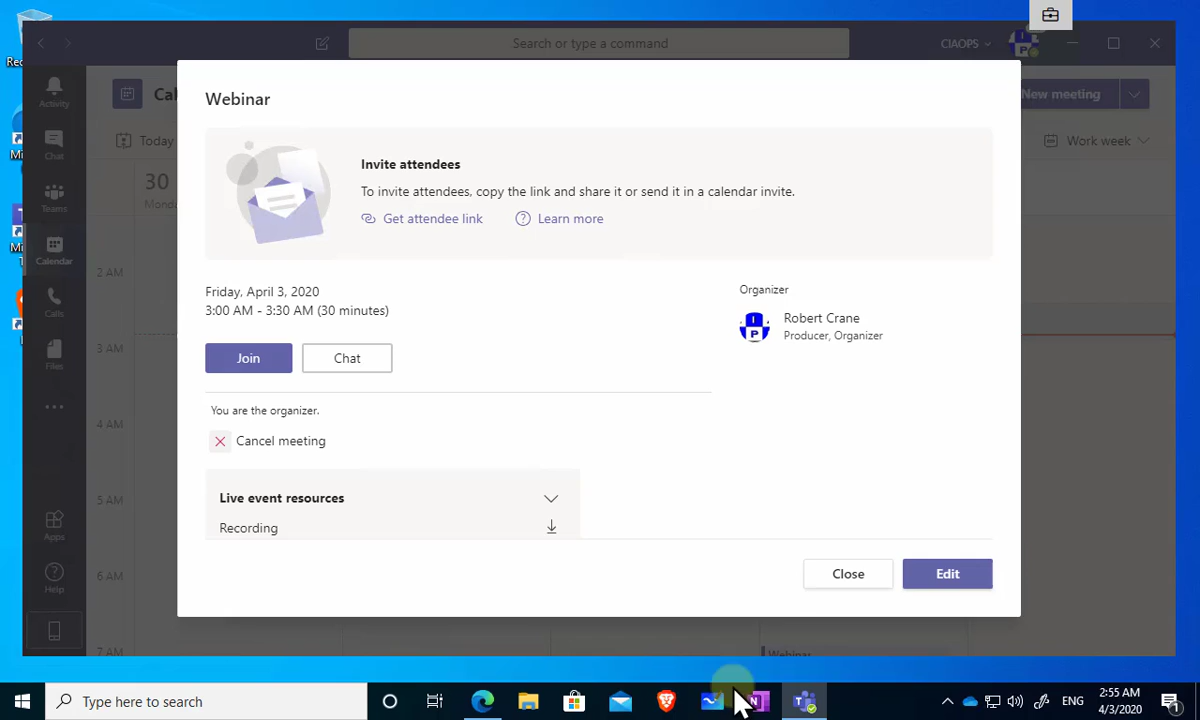 Search or type a command
CIAOPS
Activity
Chat
Teams
Calendar
Calls
Files
Apps
Help
Today
New meeting
Work week
30
2 AM
3 AM
4 AM
5 AM
6 AM
7 AM
Webinar
Invite attendees
To invite attendees, copy the link and share it or send it in a calendar invite.
Get attendee link
Learn more
Friday, April 3, 2020
3:00 AM - 3:30 AM (30 minutes)
Organizer
Robert Crane
Producer, Organizer
Join
Chat
You are the organizer.
Cancel meeting
Live event resources
Recording
Close
Edit
Webinar
Type here to search
ENG
2:55 AM
4/3/2020
1